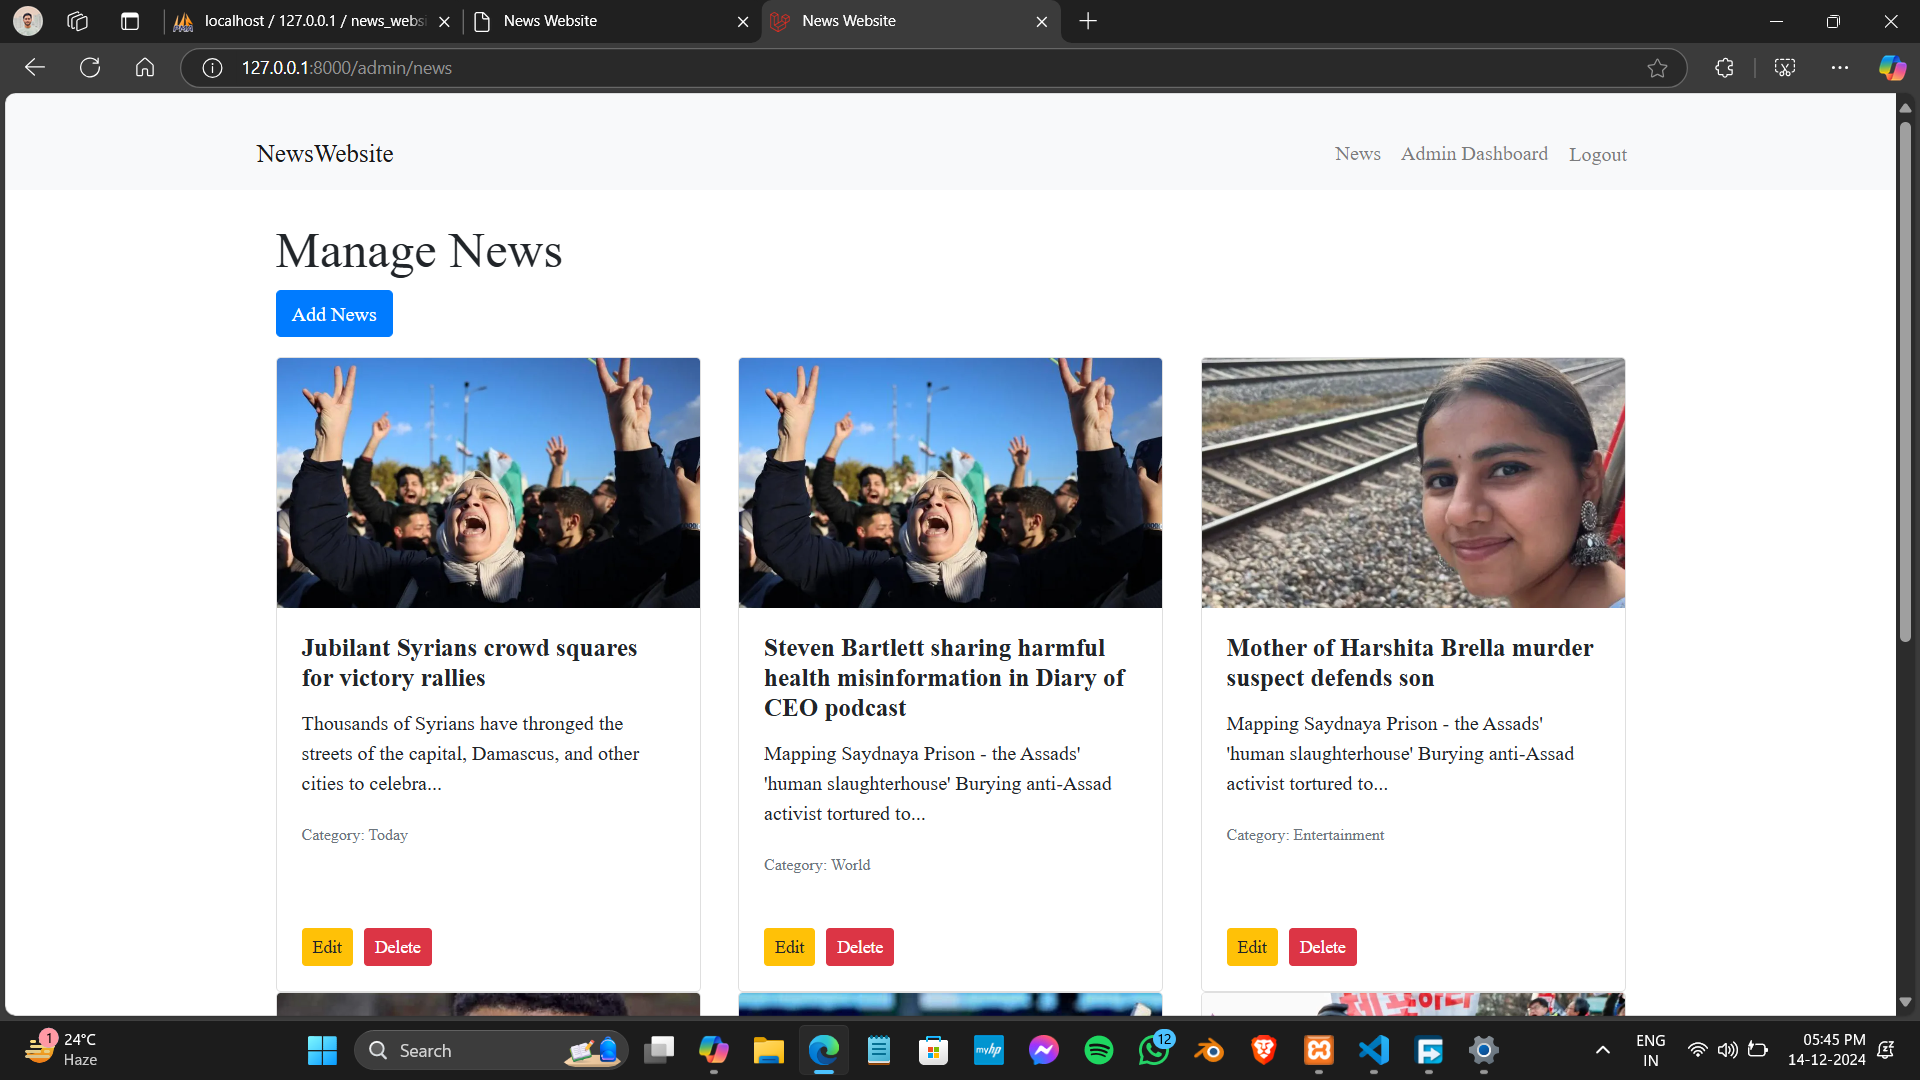 localhost / 127.0.0.1 / news_websi
News Website
News Website
127.0.0.1:8000/admin/news
NewsWebsite
News
Admin Dashboard
Logout
Manage News
Add News
Jubilant Syrians crowd squares
for victory rallies
Thousands of Syrians have thronged the
streets of the capital, Damascus, and other
cities to celebra...
Category: Today
Edit
Delete
Steven Bartlett sharing harmful
health misinformation in Diary of
CEO podcast
Mapping Saydnaya Prison - the Assads'
'human slaughterhouse' Burying anti-Assad
activist tortured to...
Category: World
Edit
Delete
Mother of Harshita Brella murder
suspect defends son
Mapping Saydnaya Prison - the Assads'
'human slaughterhouse' Burying anti-Assad
activist tortured to...
Category: Entertainment
Edit
Delete
1
24°C
Haze
Search
myhp
12
ENG
IN
05:45 PM
14-12-2024